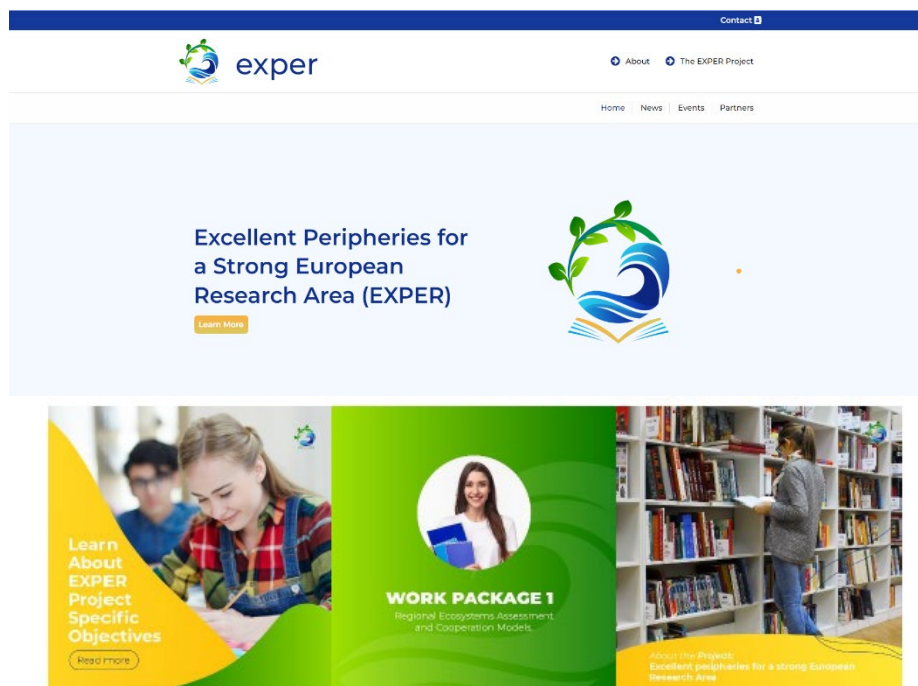 Contact
exper
About
The EXPER Project
Home
News
Events
Partners
Excellent Peripheries for
a Strong European
Research Area (EXPER)
Learn More
Learn
About
EXPER
Project
Specific
Objectives
Read more
WORK PACKAGE 1
Regional Ecosystems Assessment
and Cooperation Models
About the Project:
Excellent peripheries for a strong European
Research Area